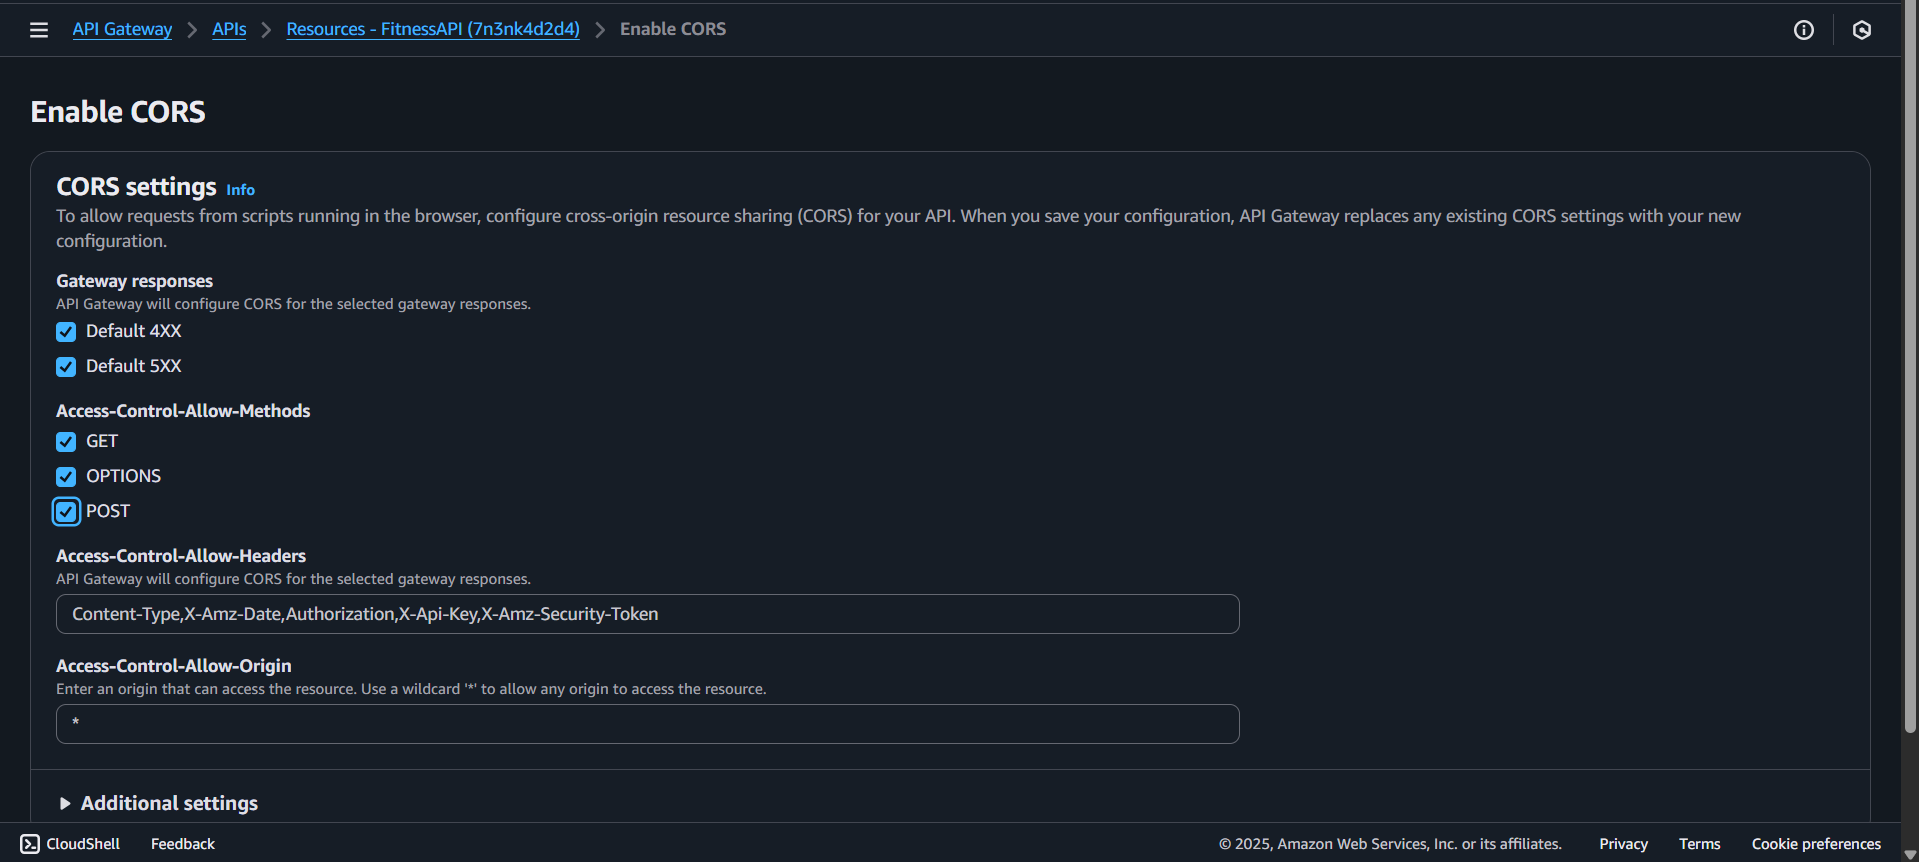 API Gateway > APIs > Resources - FitnessAPI (7n3nk4d2d4) > Enable CORS
Enable CORS
CORS settings Info
To allow requests from scripts running in the browser, configure cross-origin resource sharing (CORS) for your API. When you save your configuration, API Gateway replaces any existing CORS settings with your new
configuration.
Gateway responses
API Gateway will configure CORS for the selected gateway responses.
Default 4XX
Default 5XX
Access-Control-Allow-Methods
GET
OPTIONS
POST
Access-Control-Allow-Headers
API Gateway will configure CORS for the selected gateway responses.
Content-Type,X-Amz-Date,Authorization,X-Api-Key,X-Amz-Security-Token
Access-Control-Allow-Origin
Enter an origin that can access the resource. Use a wildcard '*' to allow any origin to access the resource.
*
Additional settings
CloudShell Feedback © 2025, Amazon Web Services, Inc. or its affiliates. Privacy Terms Cookie preferences